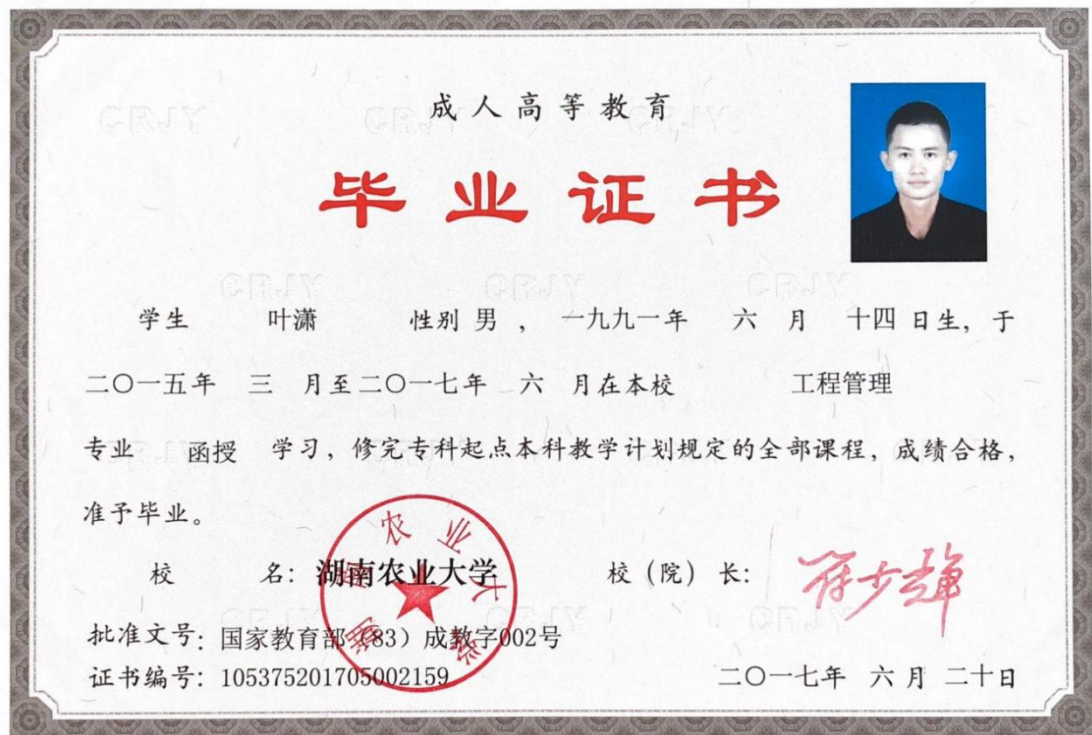 成人高等教育
毕业证书
学生 叶潇 性别 男 ， 一九九一年 六 月 十四 日生，于
二〇一五年 三 月至二〇一七年 六 月在本校 工程管理
专业 函授 学习，修完专科起点本科教学计划规定的全部课程，成绩合格，
准予毕业。
校 名：湖南农业大学 校（院）长：
湖南农业大学
批准文号：国家教育部（83）成教字002号
证书编号：105375201705002159 二〇一七年 六 月 二十日